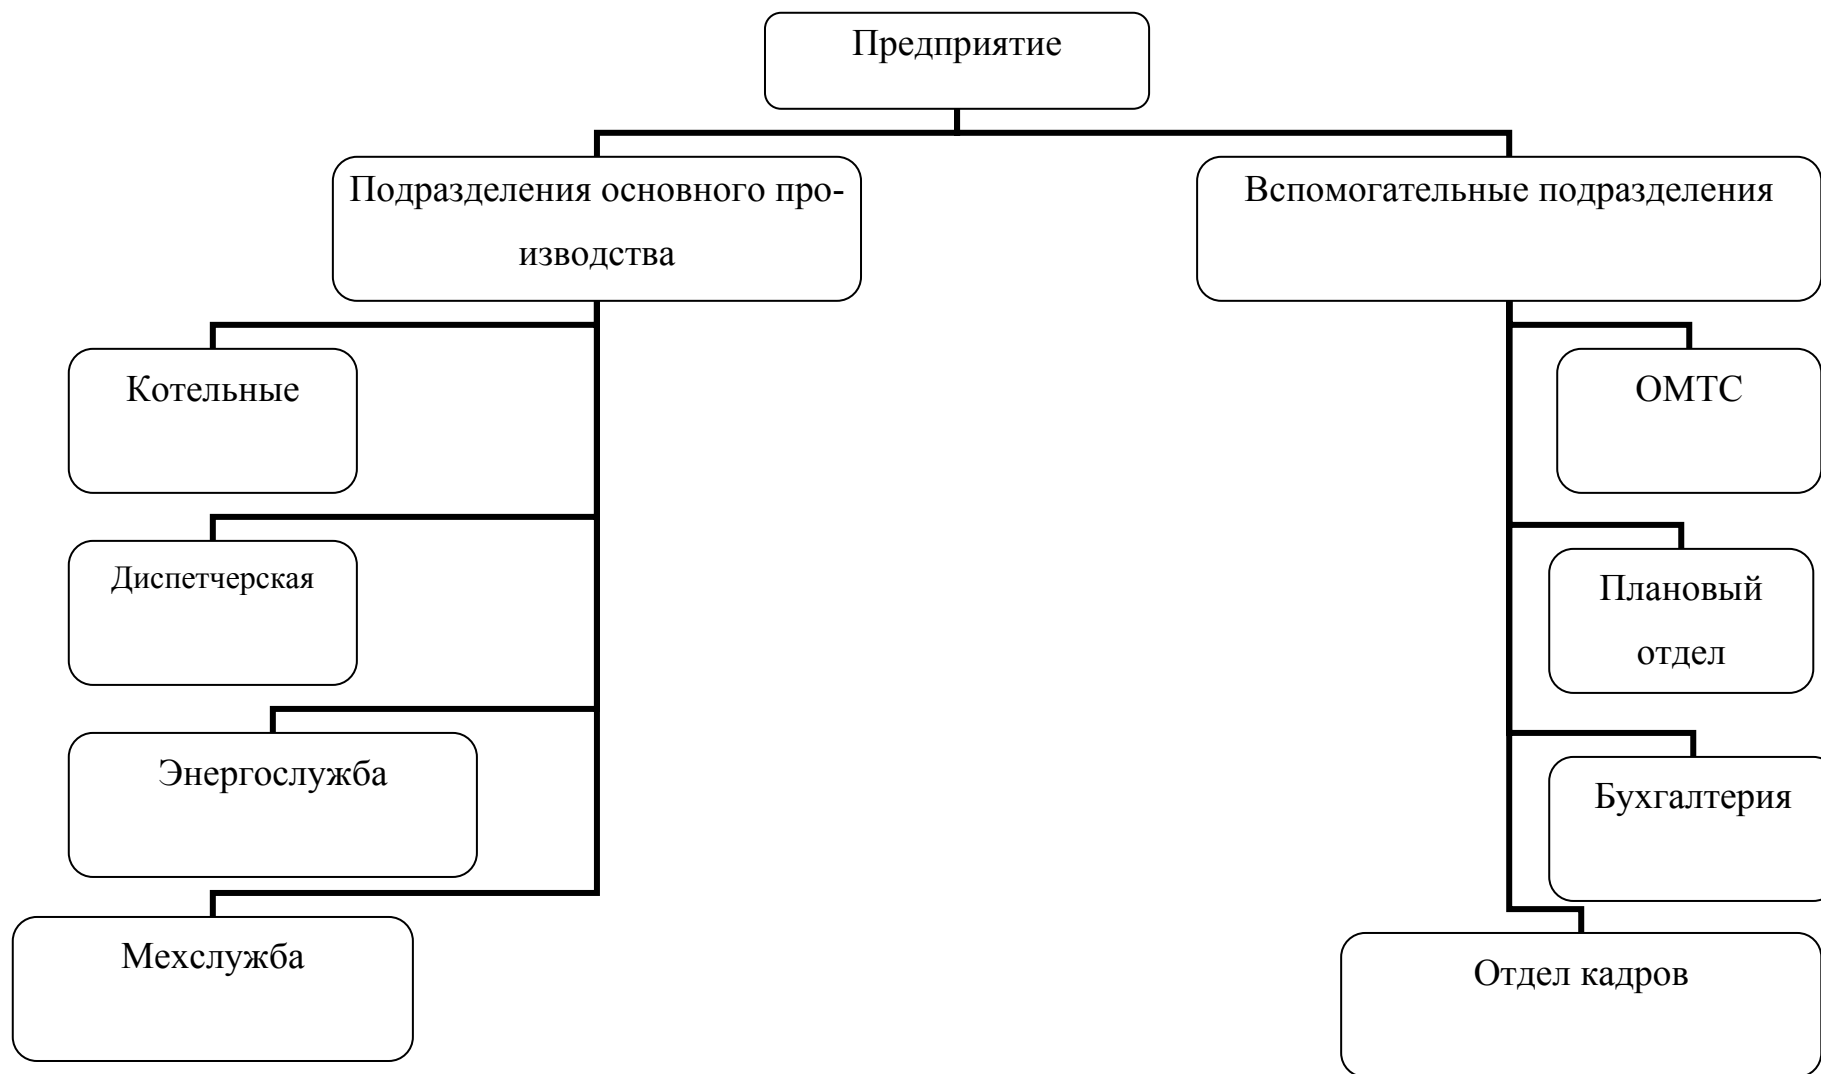 Предприятие
Подразделения основного про-
изводства
Вспомогательные подразделения
Котельные
ОМТС
Диспетчерская
Плановый
отдел
Энергослужба
Бухгалтерия
Мехслужба
Отдел кадров